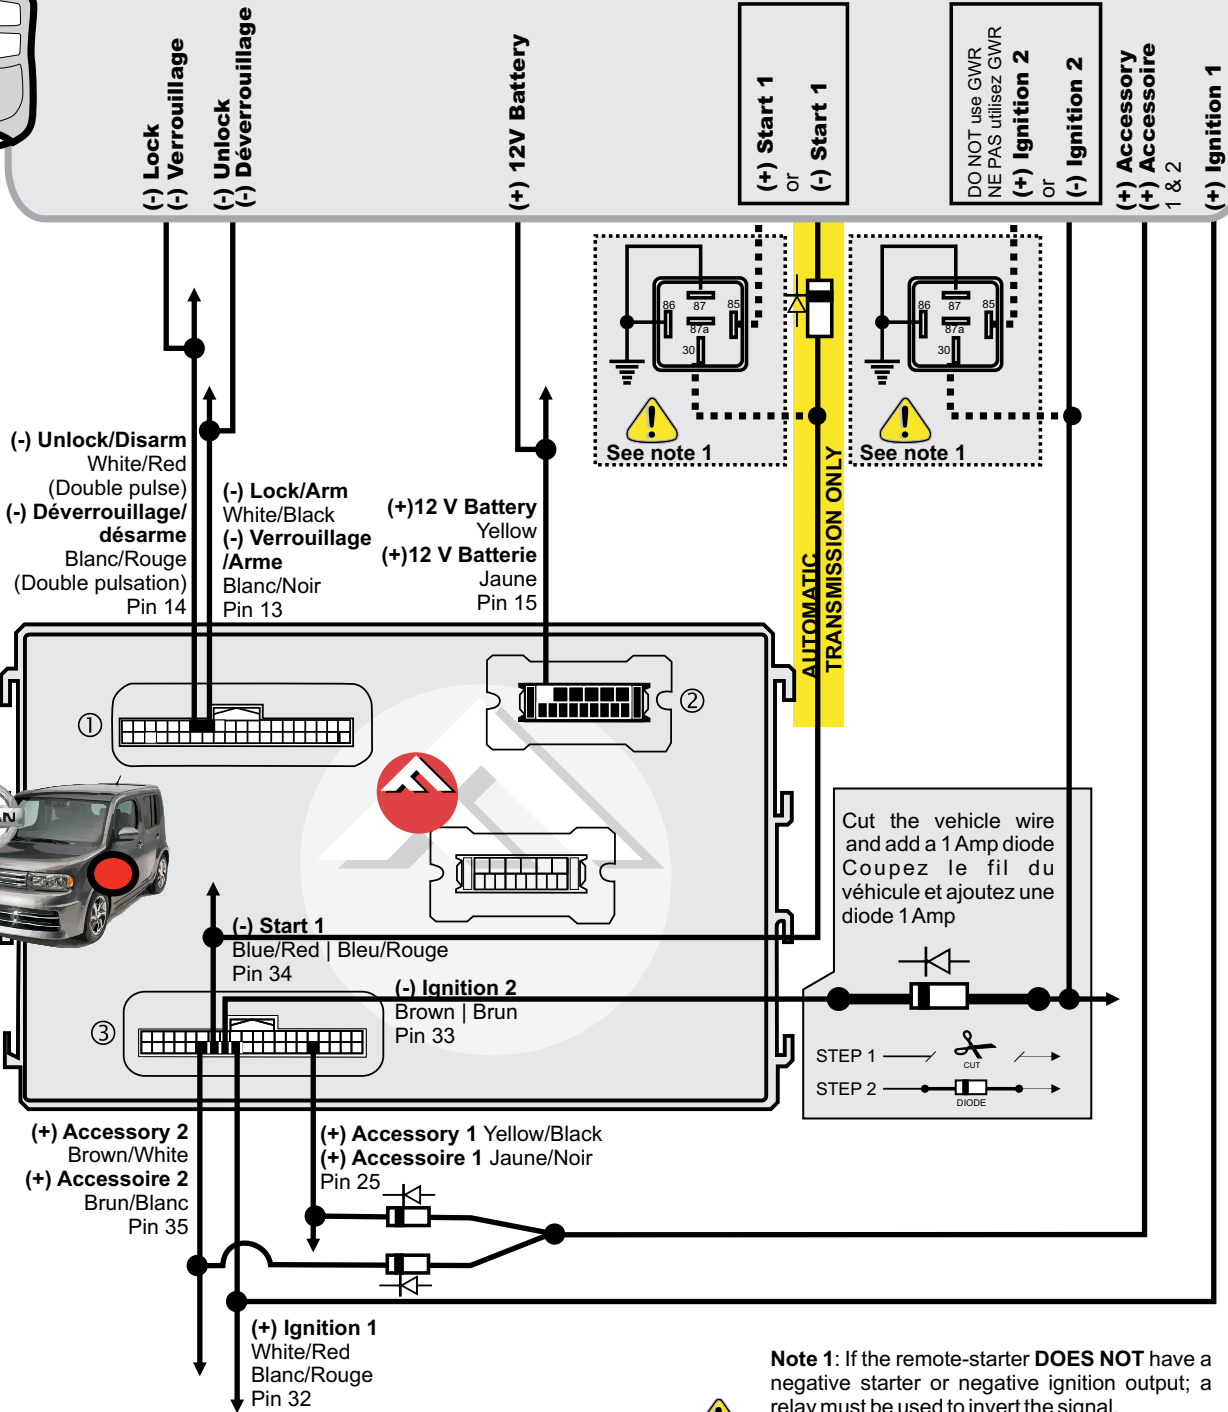 (-) Lock
(-) Verrouillage
(-) Unlock
(-) Déverrouillage
(+) 12V Battery
(+) Start 1
or
(-) Start 1
DO NOT use GWR
NE PAS utilisez GWR
(+) Ignition 2
or
(-) Ignition 2
(+) Accessory
(+) Accessoire
1 & 2
(+) Ignition 1
86
87
85
87a
30
See note 1
86
87
85
87a
30
See note 1
AUTOMATIC
TRANSMISSION ONLY
(-) Unlock/Disarm
White/Red
(Double pulse)
(-) Déverrouillage/
désarme
Blanc/Rouge
(Double pulsation)
Pin 14
(-) Lock/Arm
White/Black
(-) Verrouillage
/Arme
Blanc/Noir
Pin 13
(+)12 V Battery
Yellow
(+)12 V Batterie
Jaune
Pin 15
①
②
Cut the vehicle wire
and add a 1 Amp diode
Coupez le fil du
véhicule et ajoutez une
diode 1 Amp
(-) Start 1
Blue/Red | Bleu/Rouge
Pin 34
(-) Ignition 2
Brown | Brun
Pin 33
③
STEP 1
CUT
STEP 2
DIODE
(+) Accessory 2
Brown/White
(+) Accessoire 2
Brun/Blanc
Pin 35
(+) Accessory 1 Yellow/Black
(+) Accessoire 1 Jaune/Noir
Pin 25
(+) Ignition 1
White/Red
Blanc/Rouge
Pin 32
Note 1: If the remote-starter DOES NOT have a
negative starter or negative ignition output; a
relay must be used to invert the signal.